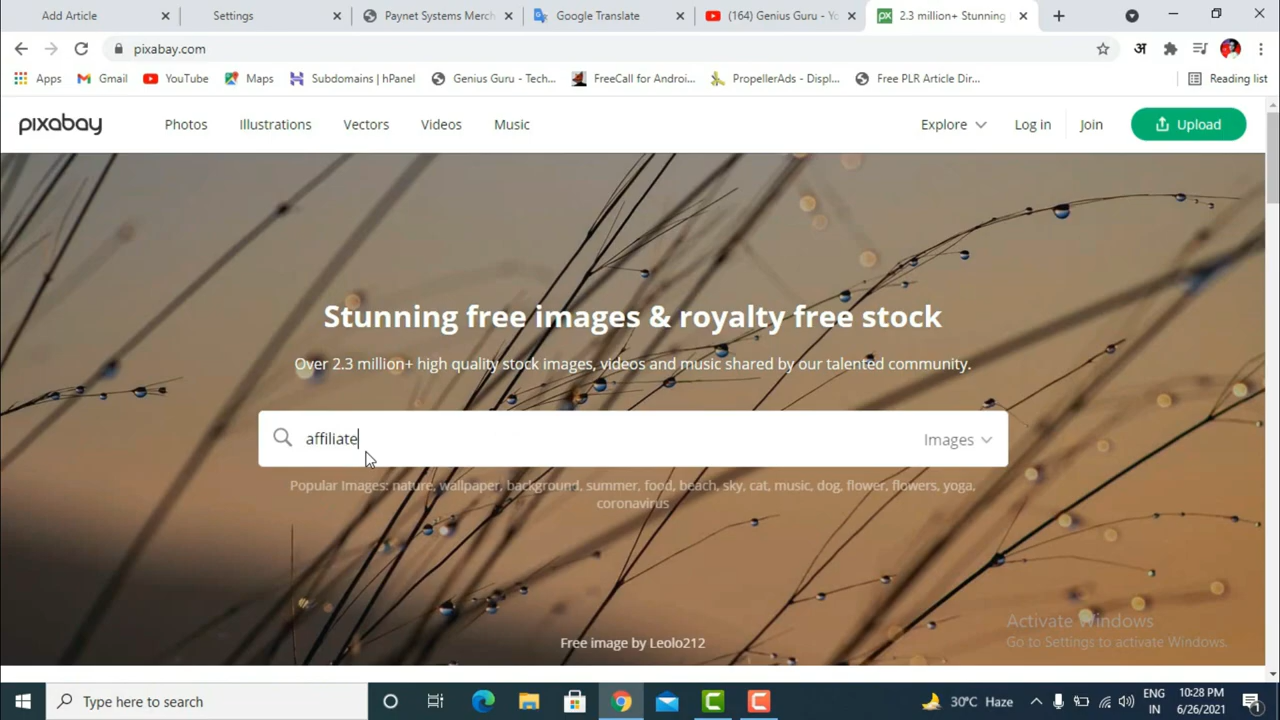 Add Article
Settings
Paynet Systems Merch
Google Translate
(164) Genius Guru - Yo
2.3 million+ Stunning
pixabay.com
अ
Apps
Gmail
YouTube
Maps
Subdomains | hPanel
Genius Guru - Tech...
FreeCall for Androi...
PropellerAds - Displ...
Free PLR Article Dir...
Reading list
pixabay
Photos
Illustrations
Vectors
Videos
Music
Explore
Log in
Join
Upload
Stunning free images & royalty free stock
Over 2.3 million+ high quality stock images, videos and music shared by our talented community.
affiliate
Images
Popular Images: nature, wallpaper, background, summer, food, beach, sky, cat, music, dog, flower, flowers, yoga,
coronavirus
Free image by Leolo212
Activate Windows
Go to Settings to activate Windows.
Type here to search
30°C Haze
ENG
IN
10:28 PM
6/26/2021
1